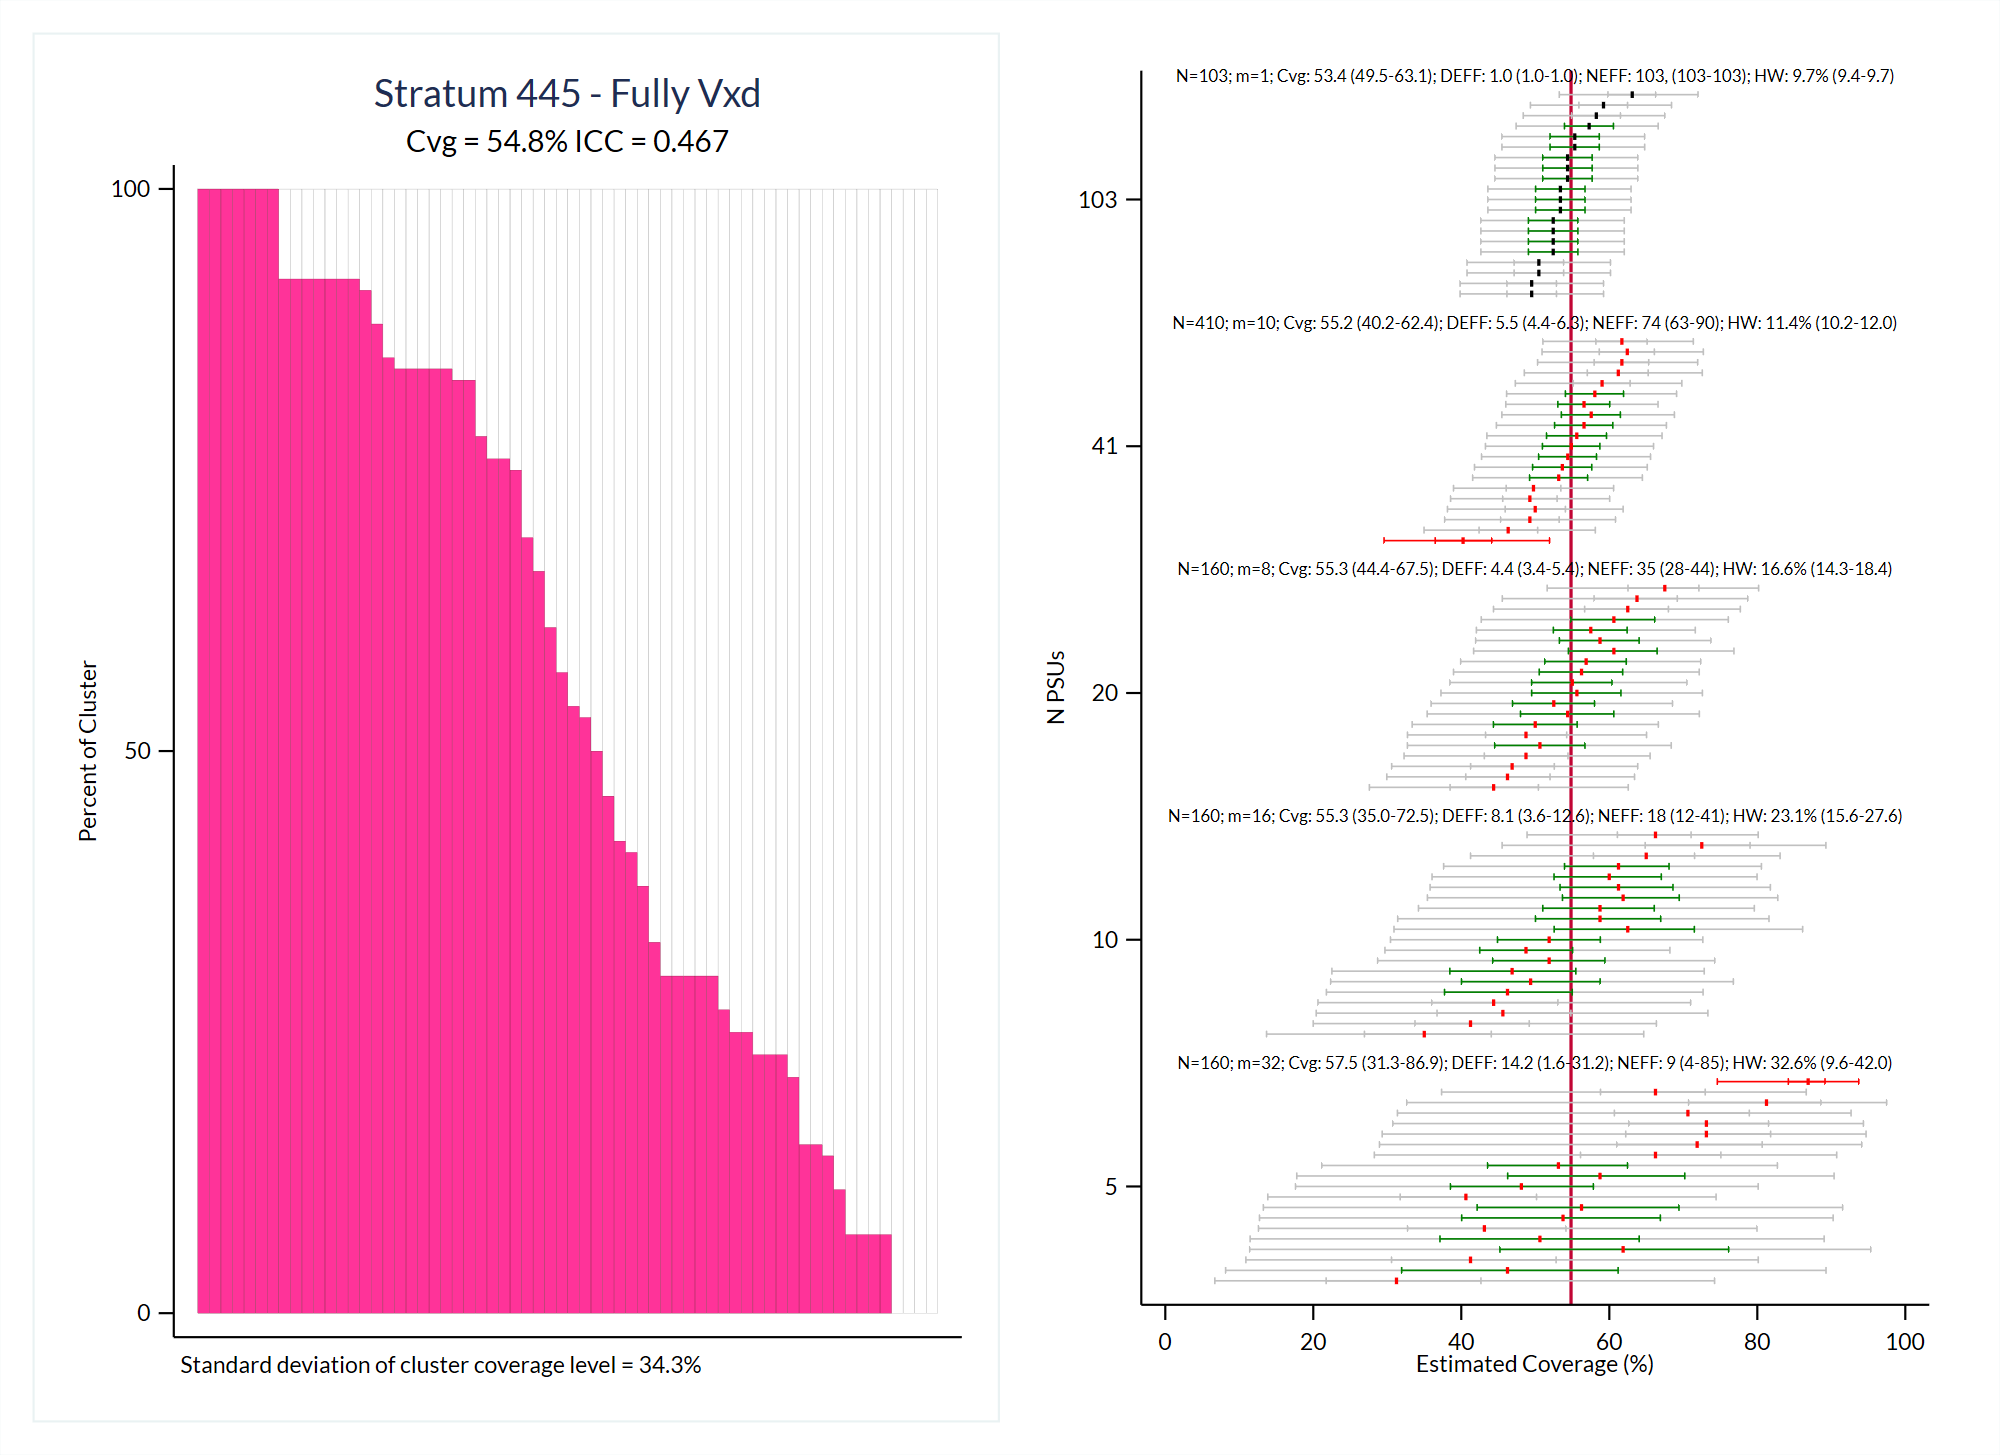 Stratum 445 - Fully Vxd
Cvg = 54.8% ICC = 0.467
100
50
0
Percent of Cluster
Standard deviation of cluster coverage level = 34.3%
N=103; m=1; Cvg: 53.4 (49.5-63.1); DEFF: 1.0 (1.0-1.0); NEFF: 103, (103-103); HW: 9.7% (9.4-9.7)
103
N=410; m=10; Cvg: 55.2 (40.2-62.4); DEFF: 5.5 (4.4-6.3); NEFF: 74 (63-90); HW: 11.4% (10.2-12.0)
41
N=160; m=8; Cvg: 55.3 (44.4-67.5); DEFF: 4.4 (3.4-5.4); NEFF: 35 (28-44); HW: 16.6% (14.3-18.4)
N PSUs
20
N=160; m=16; Cvg: 55.3 (35.0-72.5); DEFF: 8.1 (3.6-12.6); NEFF: 18 (12-41); HW: 23.1% (15.6-27.6)
10
N=160; m=32; Cvg: 57.5 (31.3-86.9); DEFF: 14.2 (1.6-31.2); NEFF: 9 (4-85); HW: 32.6% (9.6-42.0)
5
0 20 40 60 80 100
Estimated Coverage (%)